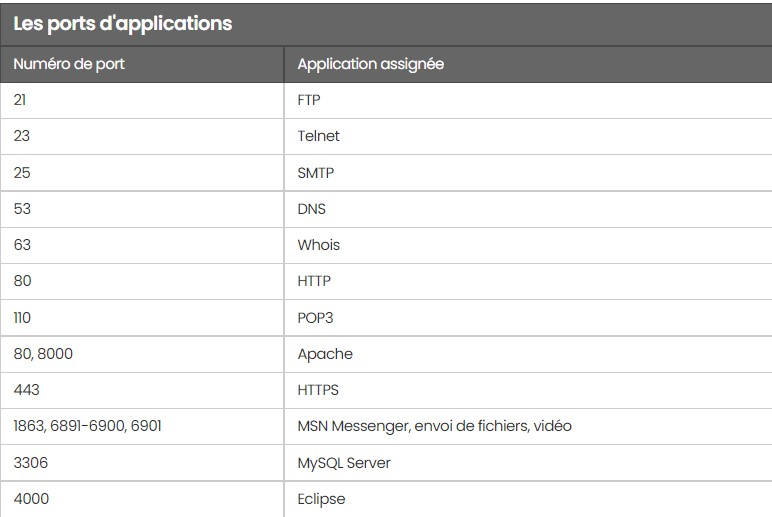 Les ports d'applications
Numéro de port Application assignée
21 FTP
23 Telnet
25 SMTP
53 DNS
63 Whois
80 HTTP
110 POP3
80, 8000 Apache
443 HTTPS
1863, 6891-6900, 6901 MSN Messenger, envoi de fichiers, vidéo
3306 MySQL Server
4000 Eclipse